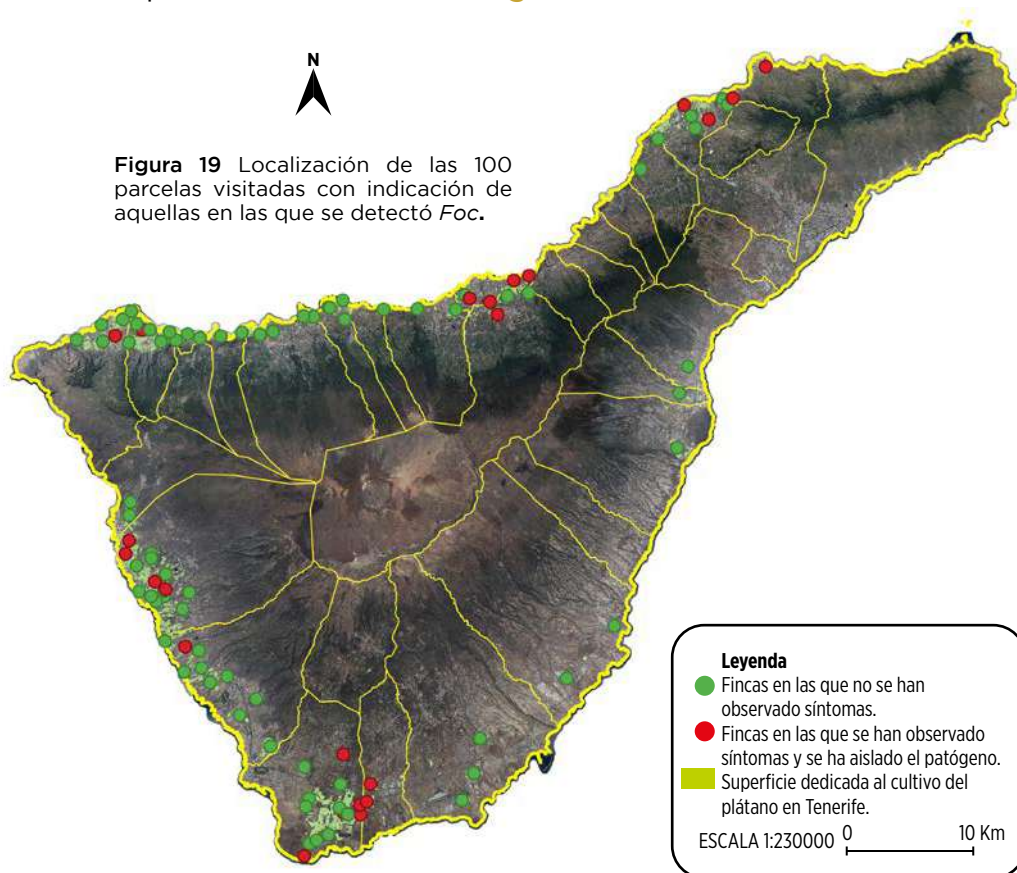 N
Figura 19 Localización de las 100
parcelas visitadas con indicación de
aquellas en las que se detectó Foc.
Leyenda
Fincas en las que no se han
observado síntomas.
Fincas en las que se han observado
síntomas y se ha aislado el patógeno.
Superficie dedicada al cultivo del
plátano en Tenerife.
ESCALA 1:230000 0 10 Km